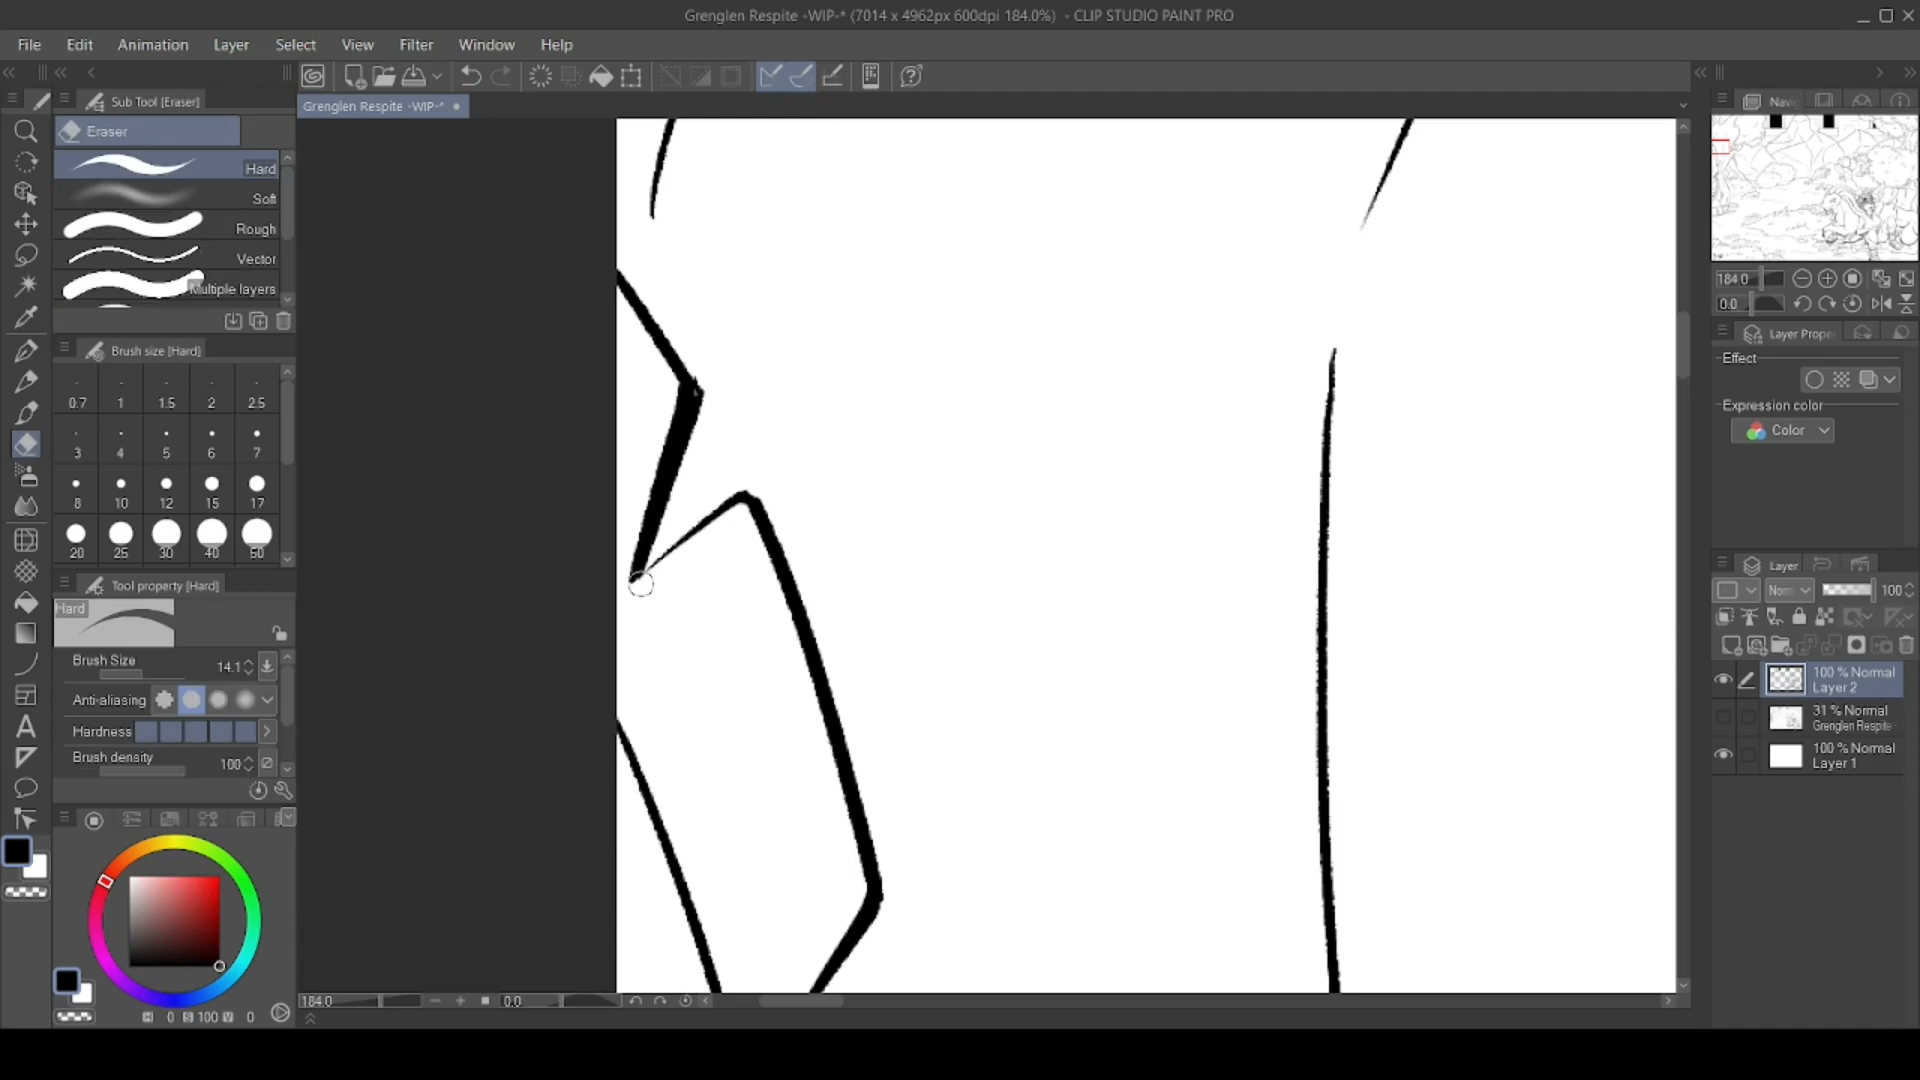 Grenglen Respite -WIP-* (7014 x 4962px 600dpi 184.0%) - CLIP STUDIO PAINT PRO
File Edit Animation Layer Select View Filter Window Help
Sub Tool [Eraser]
Grenglen Respite -WIP-*
Eraser
Hard
Soft
Rough
Vector
Multiple layers
Brush size [Hard]
0.7 1 1.5 2 2.5
3 4 5 6 7
8 10 12 15 17
20 25 30 40 50
Tool property [Hard]
Hard
Brush Size 14.1
Anti-aliasing
Hardness
Brush density 100
H 0 S 100 V 0
184.0 0.0
184.0
0.0
Layer Prope
Effect
Expression color
Color
Layer
Norm 100
100 % Normal
Layer 2
31 % Normal
Grenglen Respite
100 % Normal
Layer 1